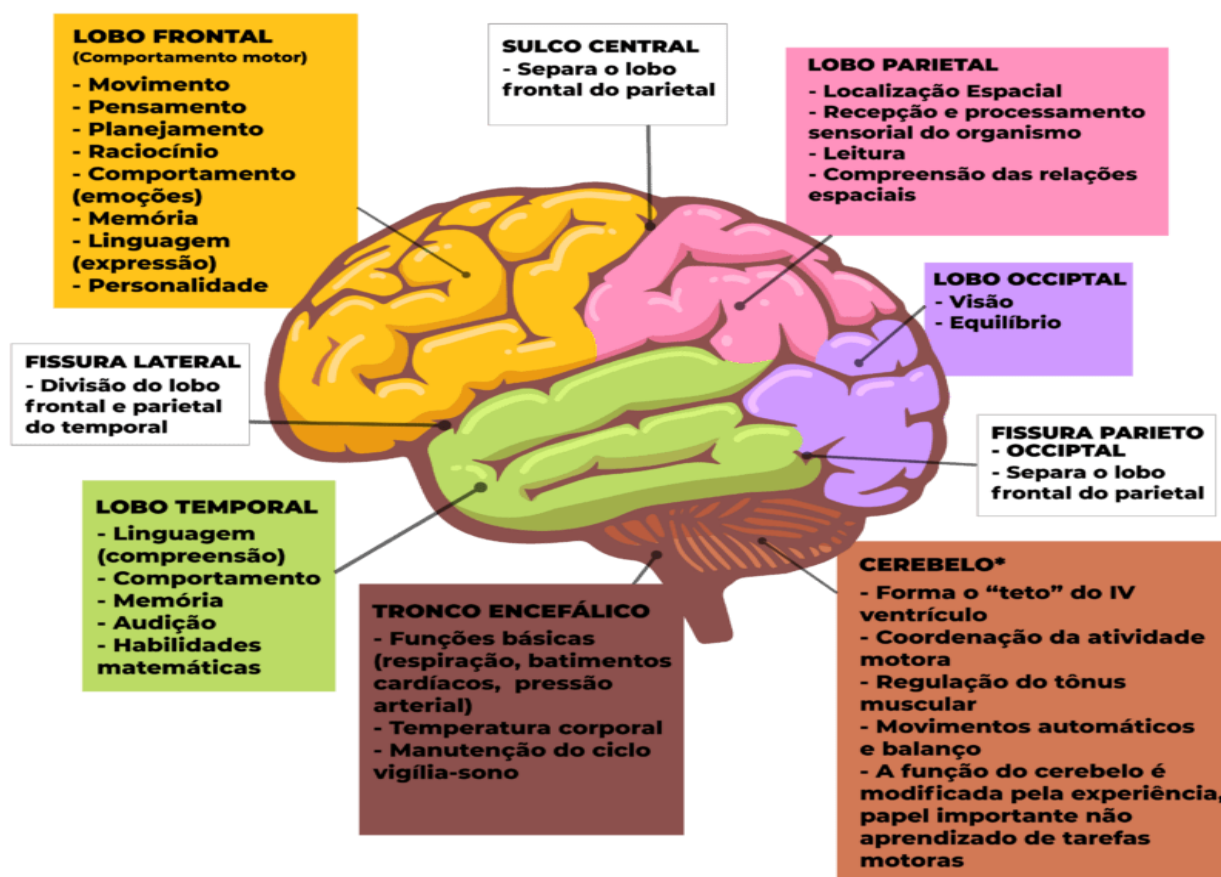 LOBO FRONTAL
(Comportamento motor)
- Movimento
- Pensamento
- Planejamento
- Raciocínio
- Comportamento
(emoções)
- Memória
- Linguagem
(expressão)
- Personalidade
SULCO CENTRAL
- Separa o lobo
frontal do parietal
LOBO PARIETAL
- Localização Espacial
- Recepção e processamento
sensorial do organismo
- Leitura
- Compreensão das relações
espaciais
LOBO OCCIPTAL
- Visão
- Equilíbrio
FISSURA LATERAL
- Divisão do lobo
frontal e parietal
do temporal
FISSURA PARIETO
- OCCIPTAL
- Separa o lobo
frontal do parietal
LOBO TEMPORAL
- Linguagem
(compreensão)
- Comportamento
- Memória
- Audição
- Habilidades
matemáticas
TRONCO ENCEFÁLICO
- Funções básicas
(respiração, batimentos
cardíacos, pressão
arterial)
- Temperatura corporal
- Manutenção do ciclo
vigília-sono
CEREBELO*
- Forma o “teto” do IV
ventrículo
- Coordenação da atividade
motora
- Regulação do tônus
muscular
- Movimentos automáticos
e balanço
- A função do cerebelo é
modificada pela experiência,
papel importante não
aprendizado de tarefas
motoras